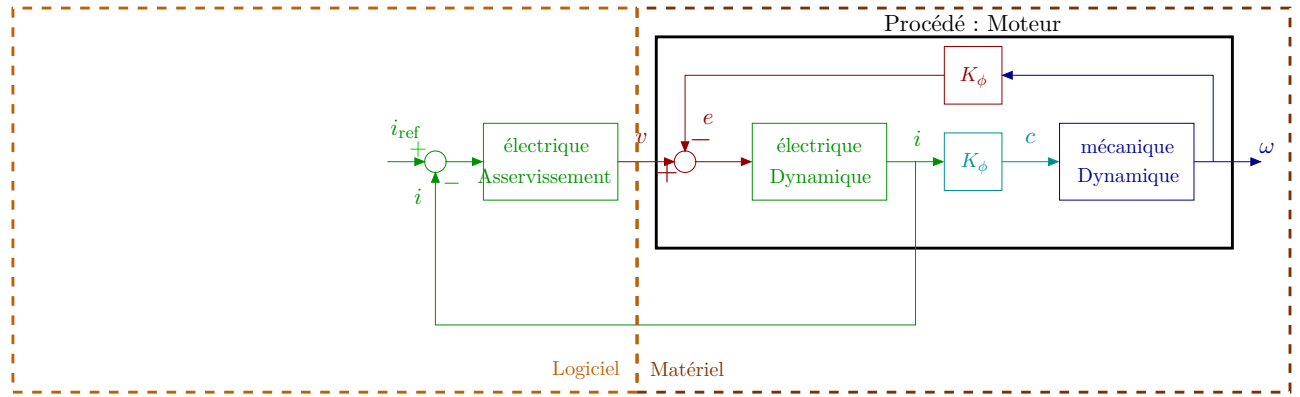 Procédé : Moteur
K_ϕ
e
i_ref
+
−
i
électrique
Asservissement
v
+
−
électrique
Dynamique
i
K_ϕ
c
mécanique
Dynamique
ω
Logiciel
Matériel